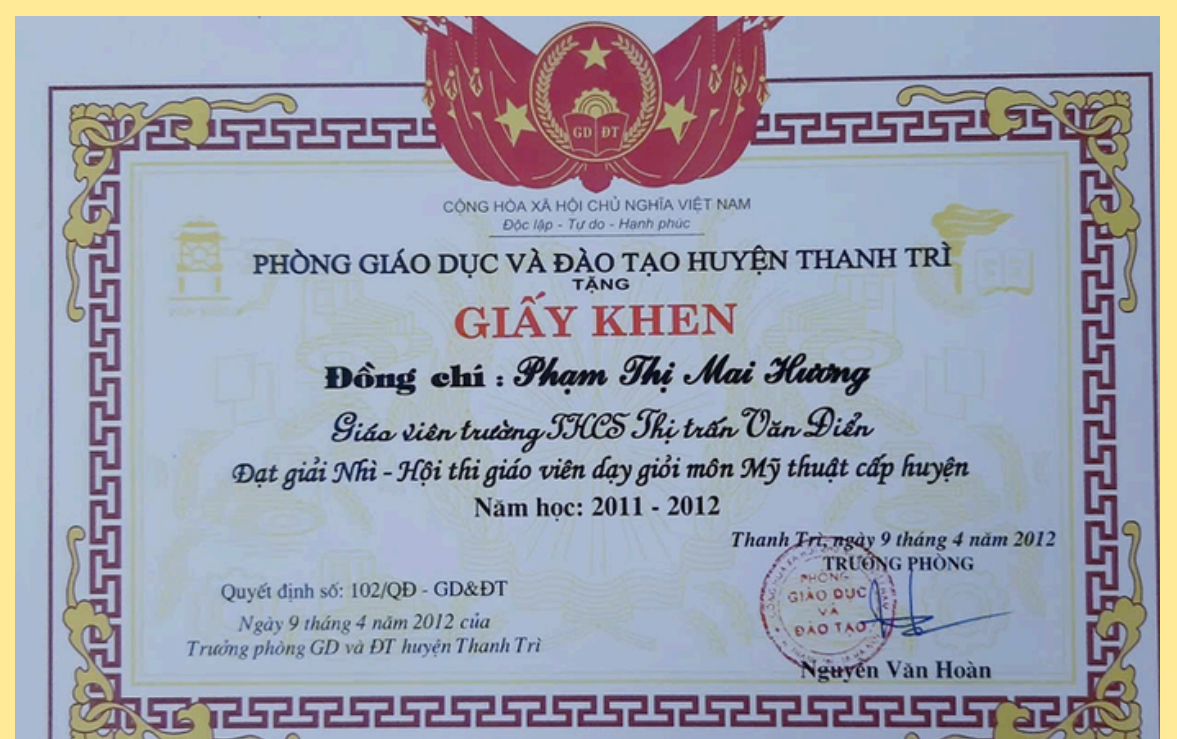 GD ĐT
CỘNG HÒA XÃ HỘI CHỦ NGHĨA VIỆT NAM
Độc lập - Tự do - Hạnh phúc
PHÒNG GIÁO DỤC VÀ ĐÀO TẠO HUYỆN THANH TRÌ
TẶNG
GIẤY KHEN
Đồng chí : Phạm Thị Mai Hương
Giáo viên trường THCS Thị trấn Văn Điển
Đạt giải Nhì - Hội thi giáo viên dạy giỏi môn Mỹ thuật cấp huyện
Năm học: 2011 - 2012
Thanh Trì, ngày 9 tháng 4 năm 2012
TRƯỞNG PHÒNG
Quyết định số: 102/QĐ - GD&ĐT
Ngày 9 tháng 4 năm 2012 của
Trưởng phòng GD và ĐT huyện Thanh Trì
PHÒNG
GIÁO DỤC
VÀ
ĐÀO TẠO
Nguyễn Văn Hoàn